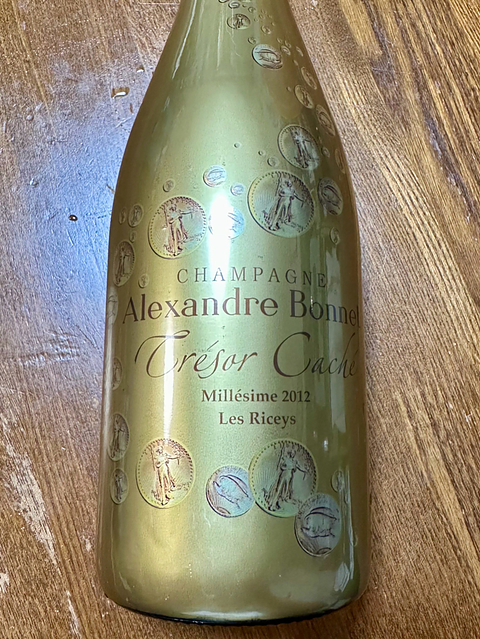 CHAMPAGNE
Alexandre Bonnet
Trésor Caché
Millésime 2012
Les Riceys